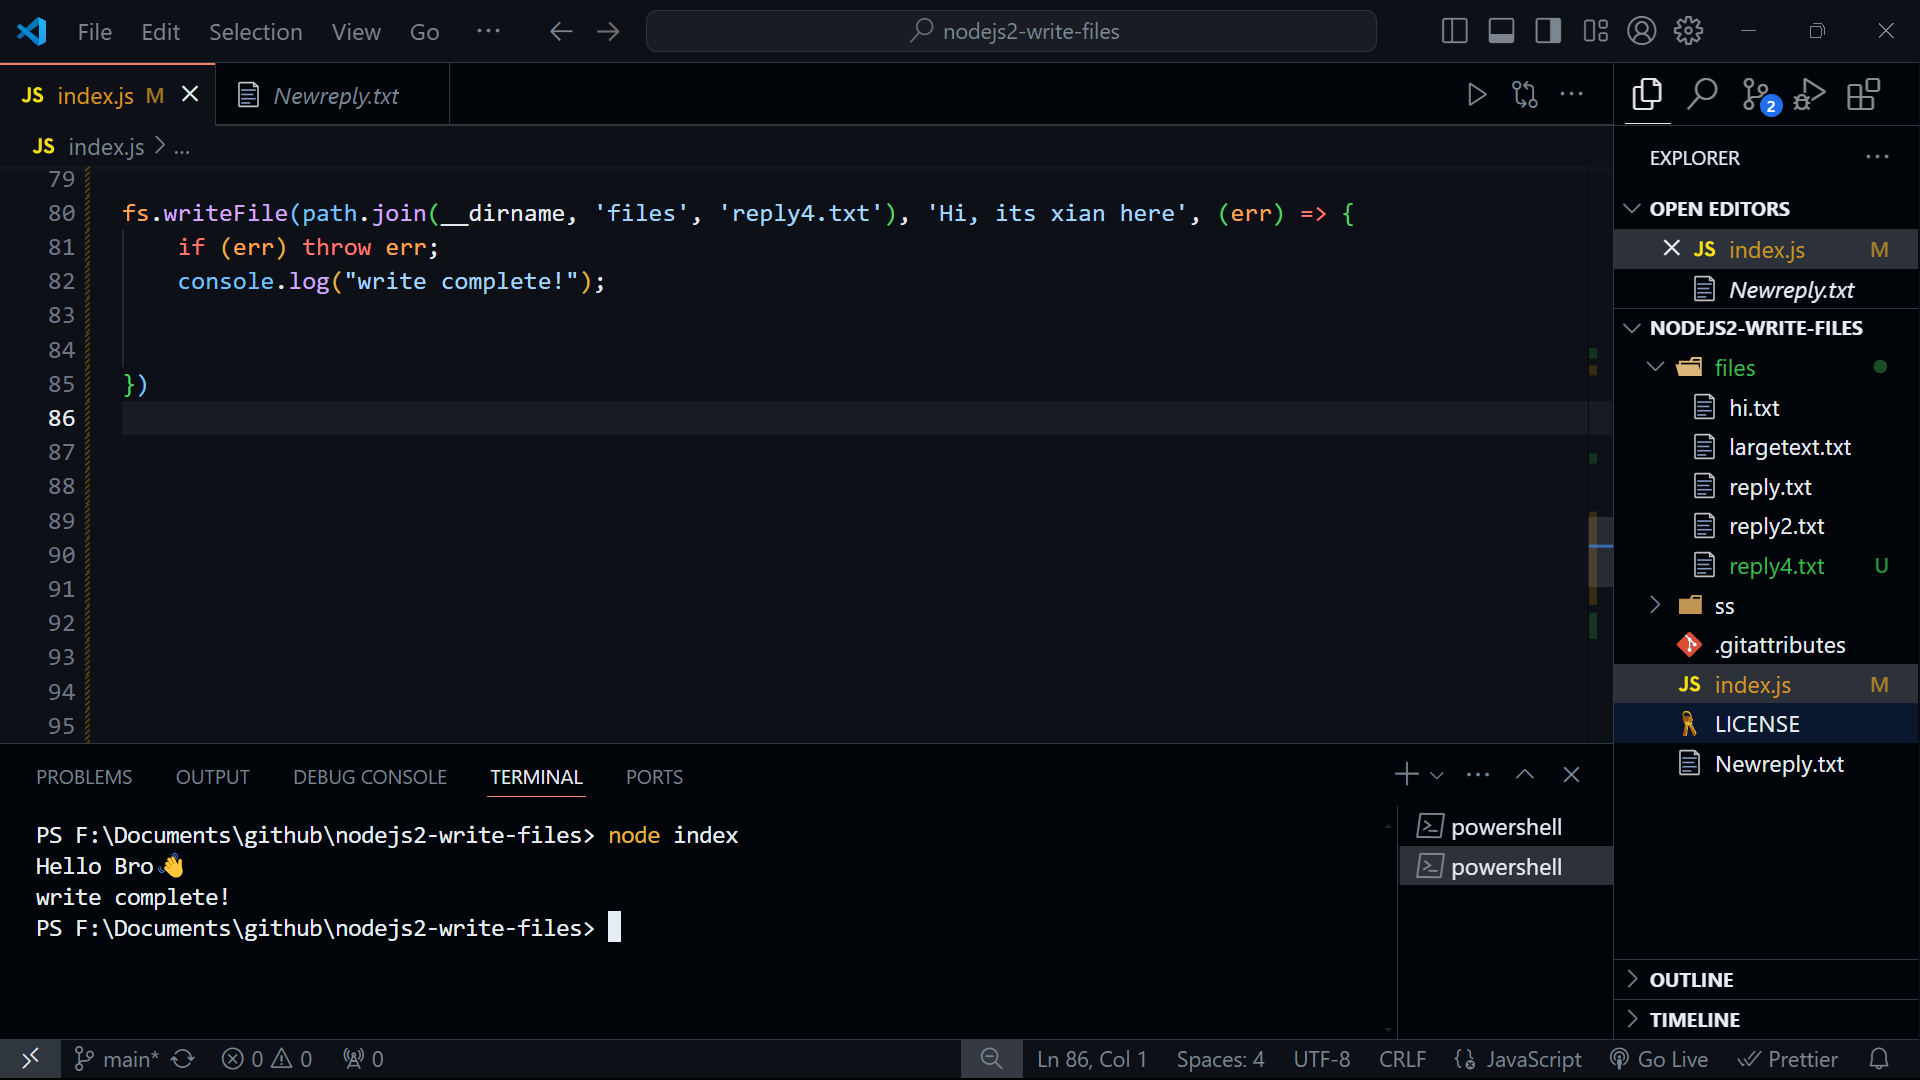 File Edit Selection View Go ··· nodejs2-write-files
JS index.js M Newreply.txt
JS index.js > ...
79
80 fs.writeFile(path.join(__dirname, 'files', 'reply4.txt'), 'Hi, its xian here', (err) => {
81 if (err) throw err;
82 console.log("write complete!");
83
84
85 })
86
87
88
89
90
91
92
93
94
95
PROBLEMS OUTPUT DEBUG CONSOLE TERMINAL PORTS
PS F:\Documents\github\nodejs2-write-files> node index
Hello Bro👋
write complete!
PS F:\Documents\github\nodejs2-write-files>
powershell
powershell
2
EXPLORER
OPEN EDITORS
JS index.js M
Newreply.txt
NODEJS2-WRITE-FILES
files
hi.txt
largetext.txt
reply.txt
reply2.txt
reply4.txt U
ss
.gitattributes
JS index.js M
LICENSE
Newreply.txt
OUTLINE
TIMELINE
main* 0 0 0 Ln 86, Col 1 Spaces: 4 UTF-8 CRLF JavaScript Go Live Prettier